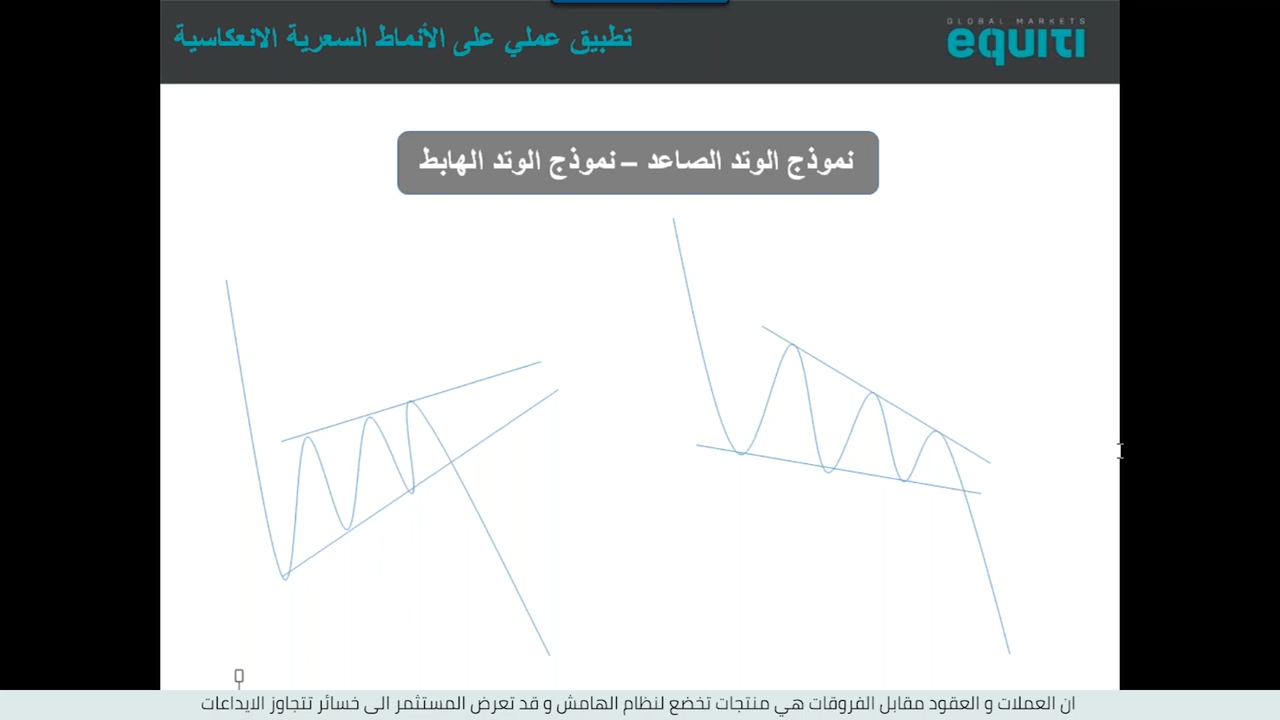 تطبيق عملي على الأنماط السعرية الانعكاسية
GLOBAL MARKETS
equiti
نموذج الوتد الصاعد – نموذج الوتد الهابط
ان العملات و العقود مقابل الفروقات هي منتجات تخضع لنظام الهامش و قد تعرض المستثمر الى خسائر تتجاوز الايداعات